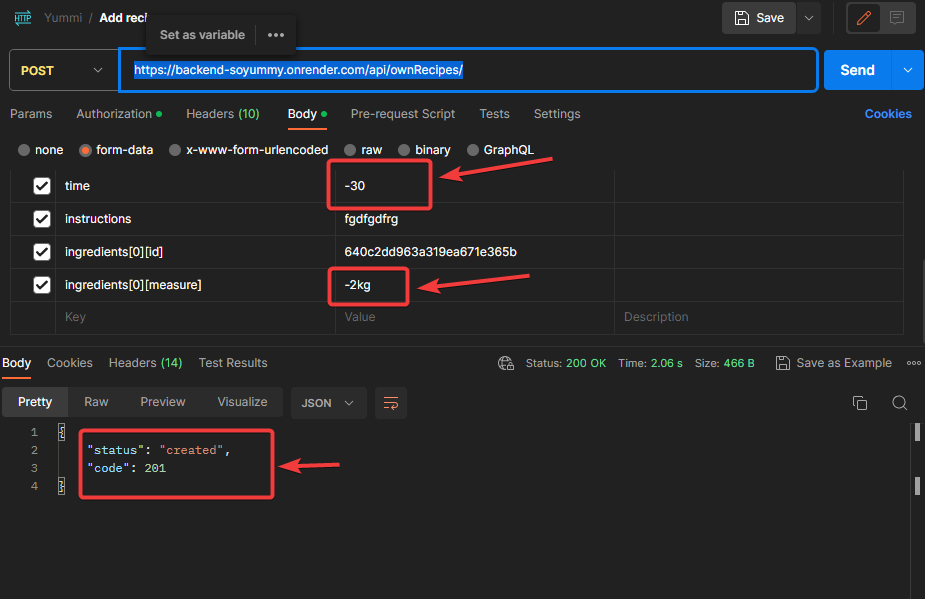 HTTP Yummi / Add reci Save
Set as variable
POST https://backend-soyummy.onrender.com/api/ownRecipes/ Send
Params Authorization Headers (10) Body Pre-request Script Tests Settings Cookies
none form-data x-www-form-urlencoded raw binary GraphQL
time -30
instructions fgdfgdfrg
ingredients[0][id] 640c2dd963a319ea671e365b
ingredients[0][measure] -2kg
Key Value Description
Body Cookies Headers (14) Test Results Status: 200 OK Time: 2.06 s Size: 466 B Save as Example
Pretty Raw Preview Visualize JSON
1 {
2 "status": "created",
3 "code": 201
4 }